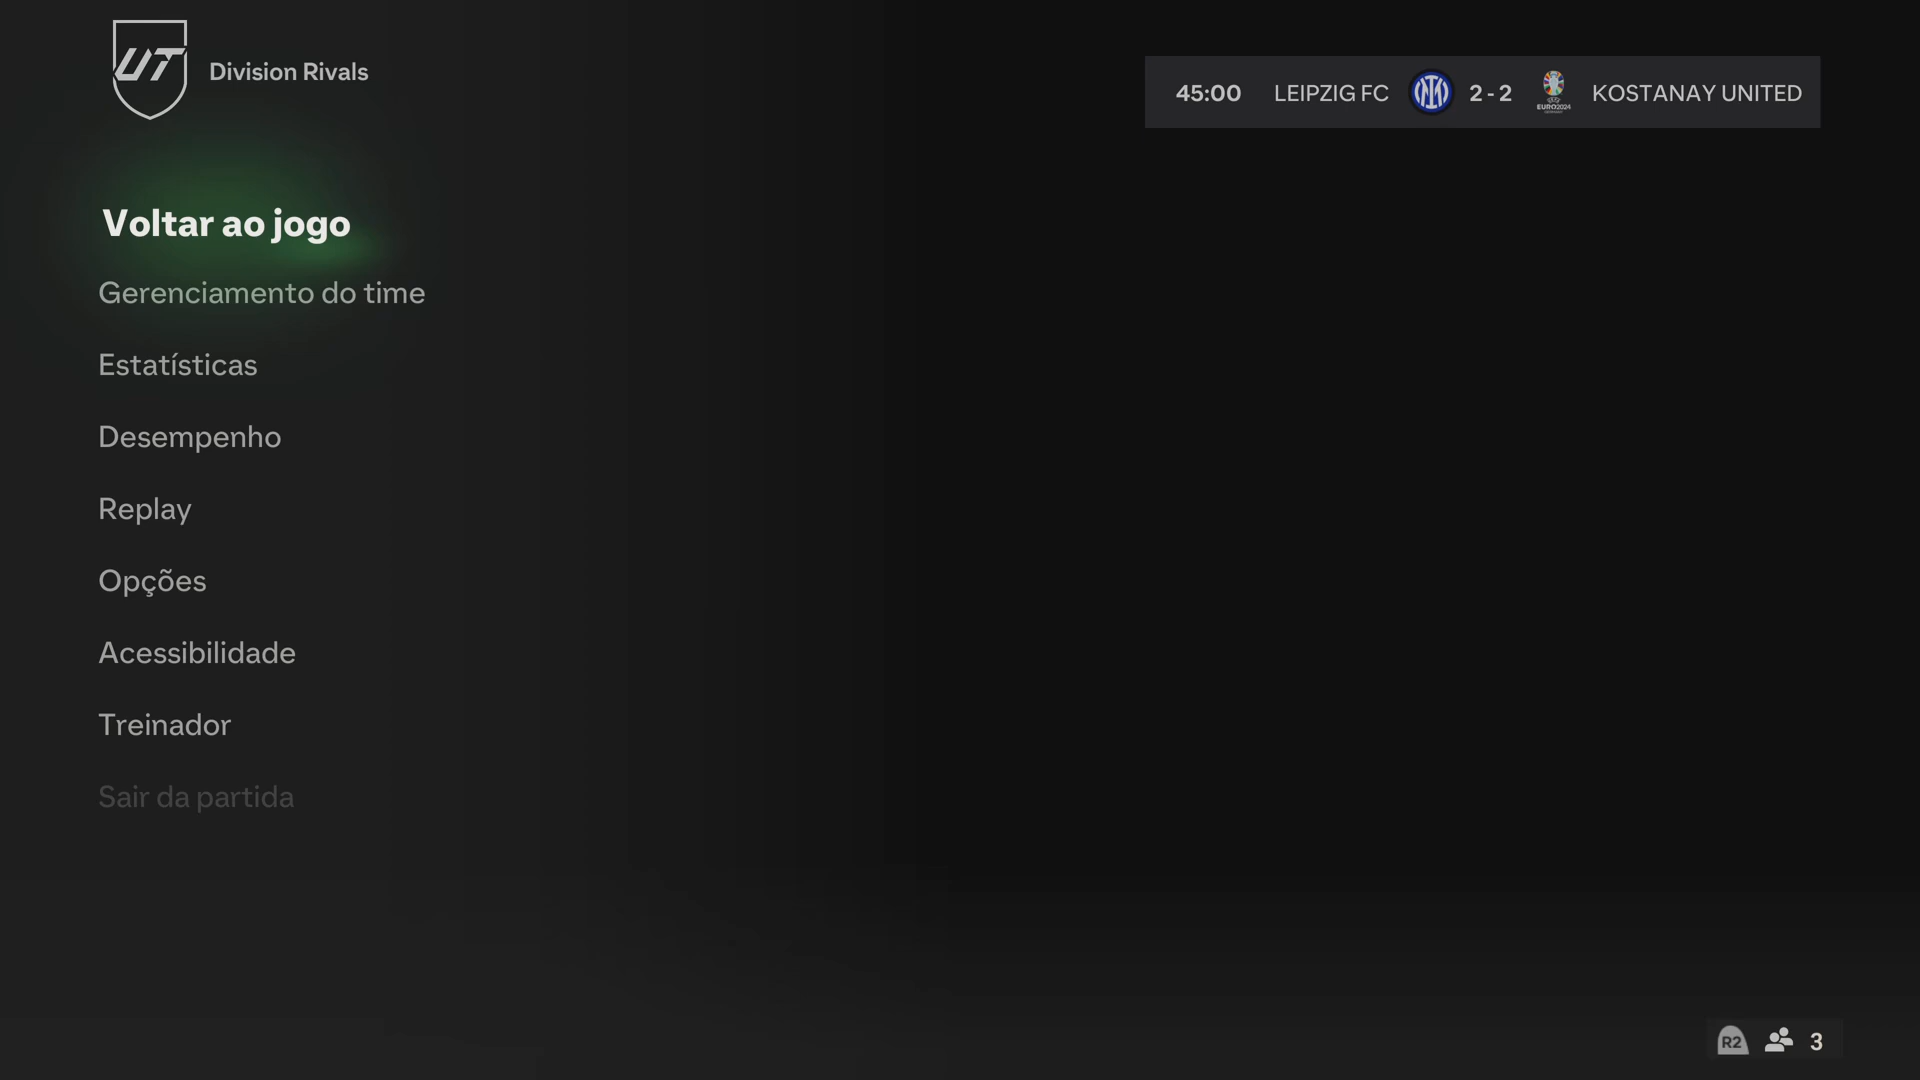 UT
Division Rivals
45:00 LEIPZIG FC 2 - 2 KOSTANAY UNITED
EURO2024
Voltar ao jogo
Gerenciamento do time
Estatísticas
Desempenho
Replay
Opções
Acessibilidade
Treinador
Sair da partida
R2 3